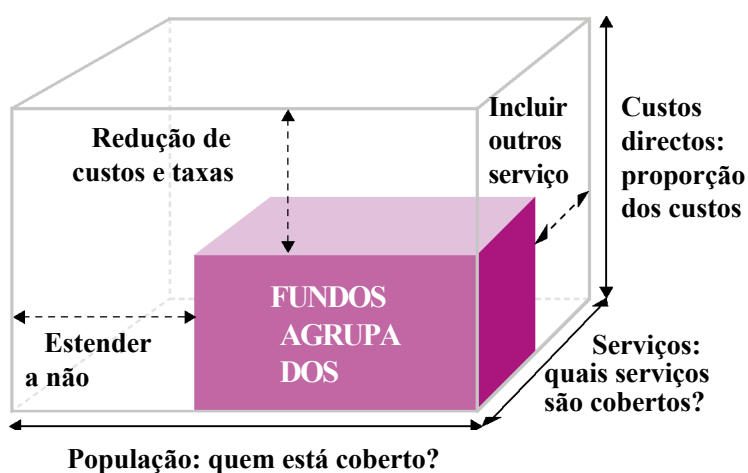 Redução de
custos e taxas
Incluir
outros
serviço
Custos
directos:
proporção
dos custos
FUNDOS
AGRUPA
DOS
Estender
a não
Serviços:
quais serviços
são cobertos?
População: quem está coberto?